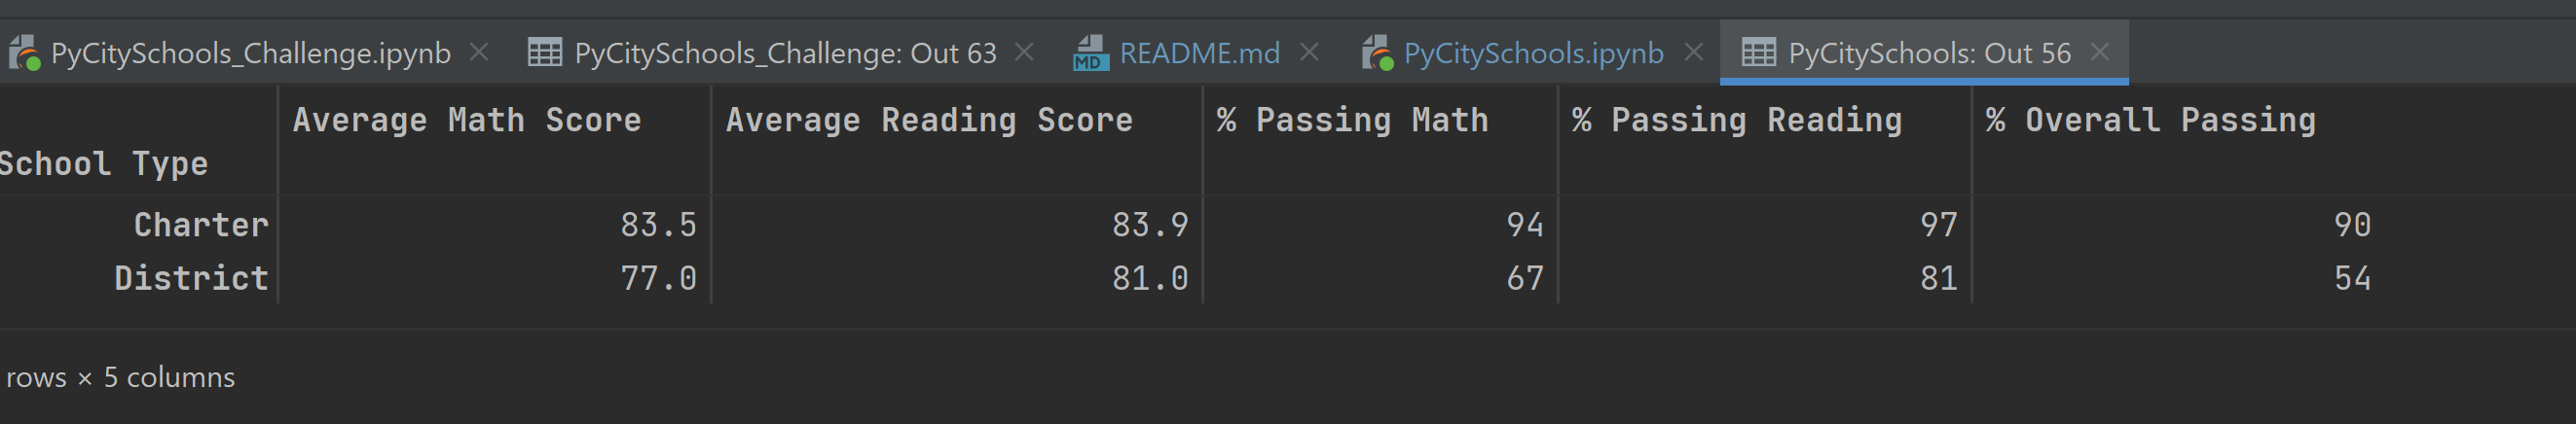 PyCitySchools_Challenge.ipynb PyCitySchools_Challenge: Out 63 MD README.md PyCitySchools.ipynb PyCitySchools: Out 56
Average Math Score Average Reading Score % Passing Math % Passing Reading % Overall Passing
School Type
Charter 83.5 83.9 94 97 90
District 77.0 81.0 67 81 54
rows × 5 columns